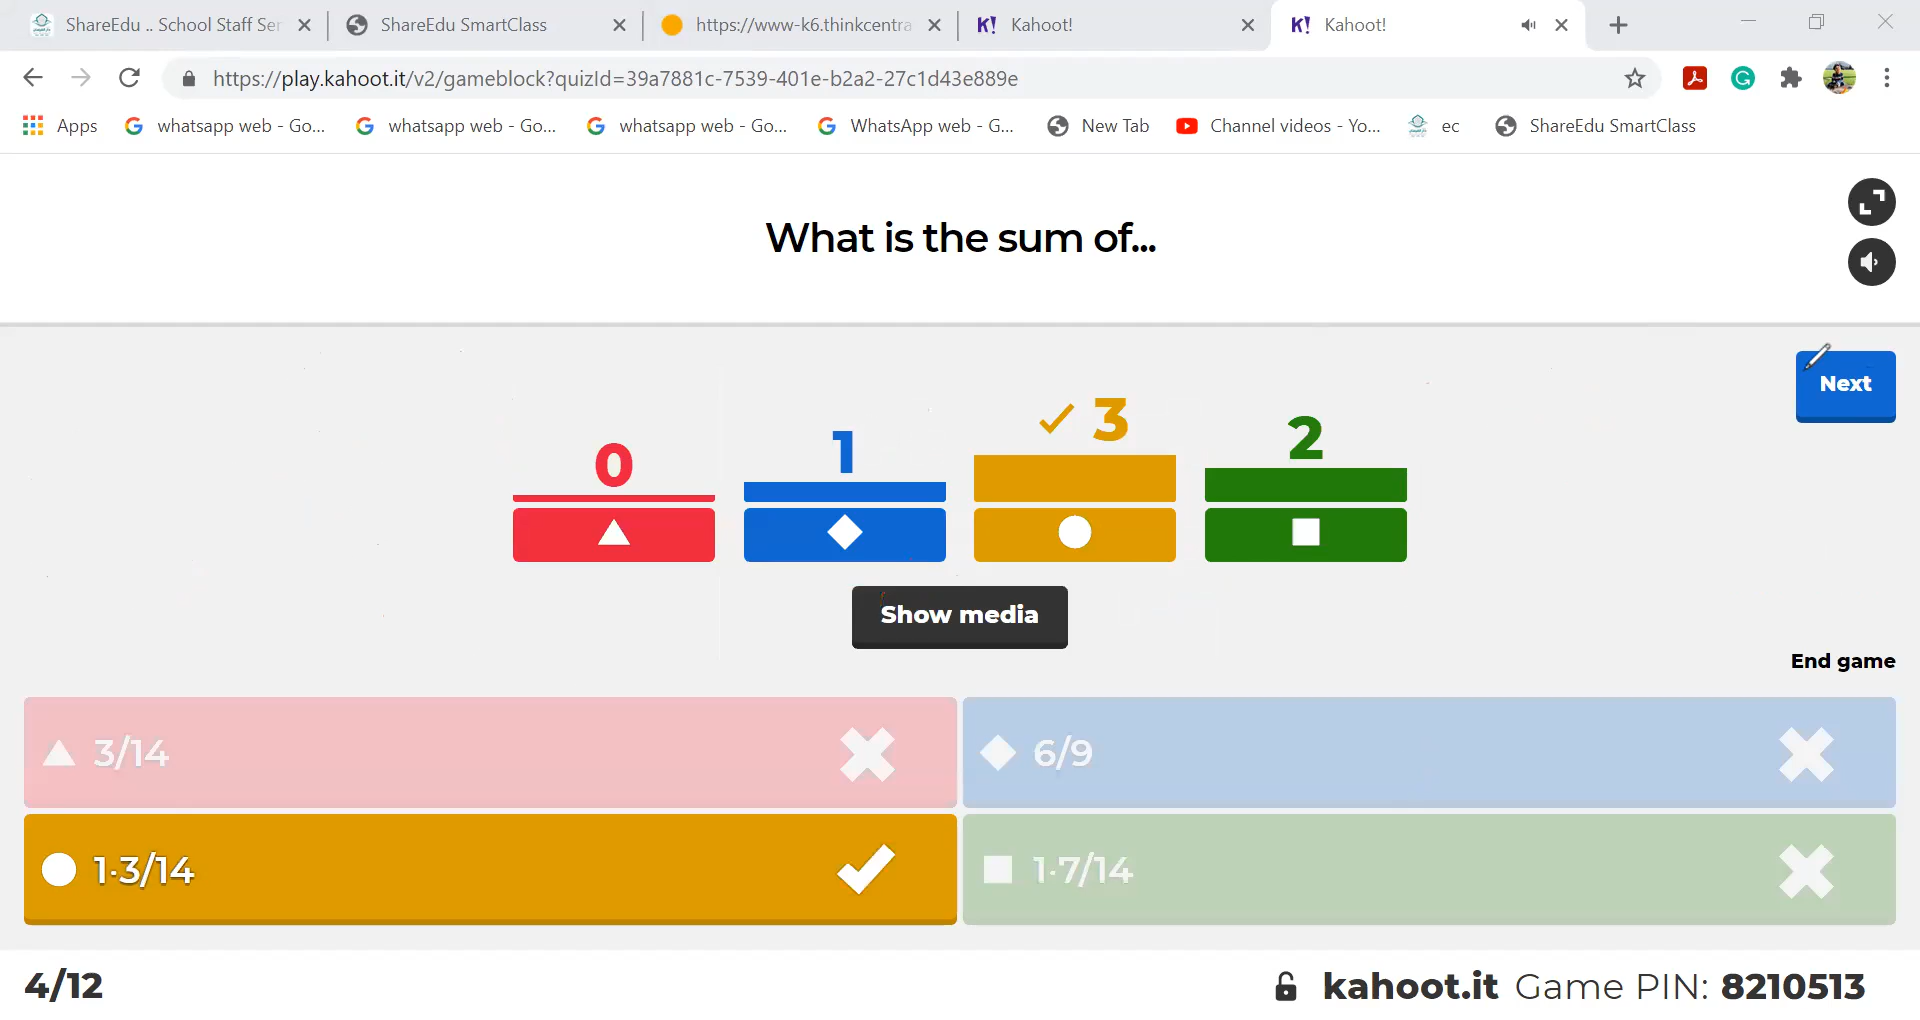 ShareEdu .. School Staff Ser
ShareEdu SmartClass
https://www-k6.thinkcentra
K! Kahoot!
K! Kahoot!
https://play.kahoot.it/v2/gameblock?quizId=39a7881c-7539-401e-b2a2-27c1d43e889e
Apps
whatsapp web - Go...
whatsapp web - Go...
whatsapp web - Go...
WhatsApp web - G...
New Tab
Channel videos - Yo...
ec
ShareEdu SmartClass
What is the sum of...
Next
0
1
3
2
Show media
End game
3/14
6/9
1·3/14
1·7/14
4/12
kahoot.it Game PIN: 8210513